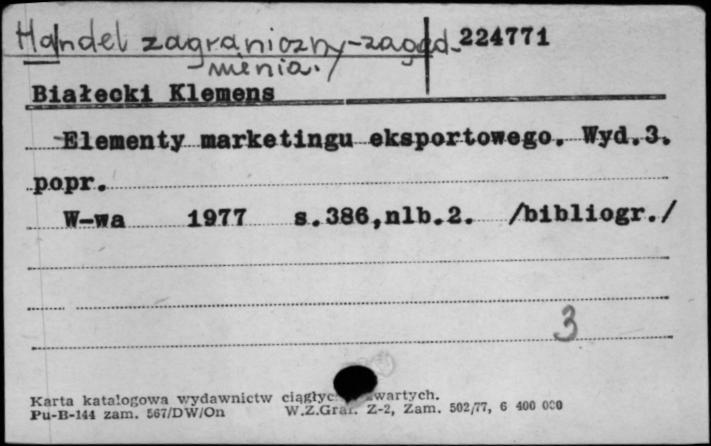 Handel zagraniczny-zagad- 224771
-nienia.
Białecki Klemens
Elementy marketingu eksportowego. Wyd.3.
popr.
W-wa 1977 s.386,nlb.2. /bibliogr./
3
Karta katalogowa wydawnictw
Pu-B-144 zam. 567/DW/On W.Z.Graf. Z-2, Zam. 502/77, 6 400 000